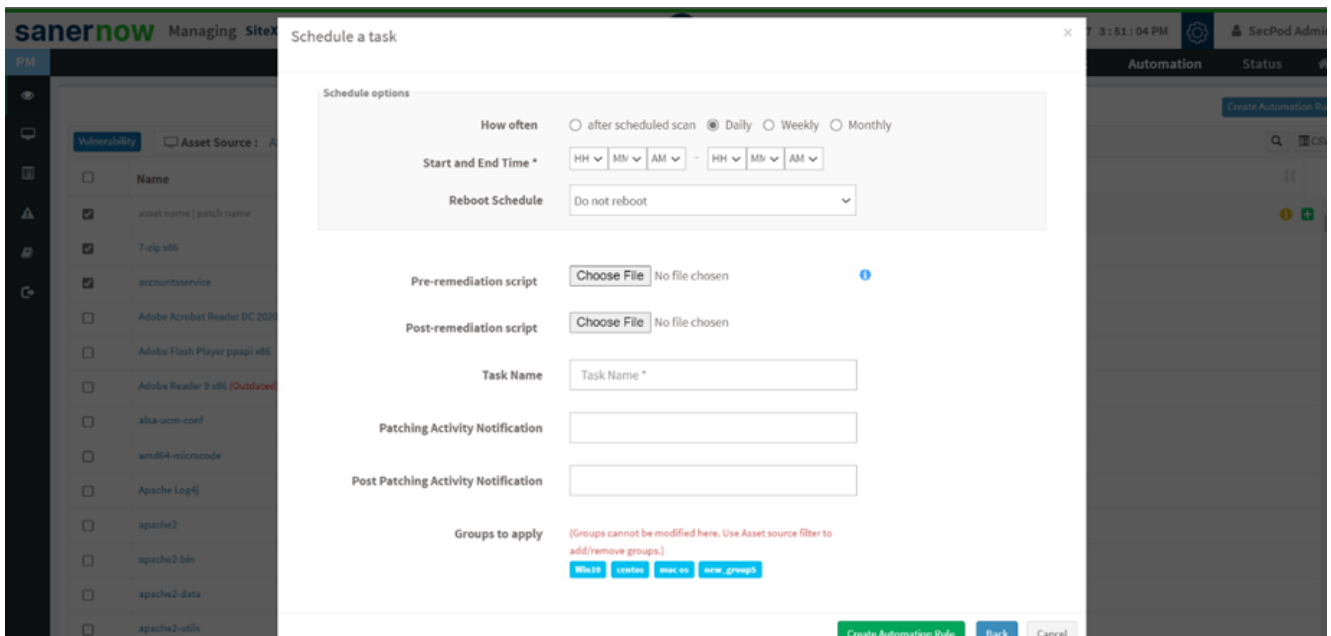 sanernow Managing SiteX
Schedule a task
×
7 3:51:04 PM
SecPod Admin
PM
Automation
Status
Create Automation Ru
Schedule options
How often
after scheduled scan
Daily
Weekly
Monthly
Start and End Time *
HH
MM
AM
-
HH
MM
AM
Reboot Schedule
Do not reboot
Vulnerability
Asset Source : A
CSV
Name
asset name | patch name
7-zip x86
accountsservice
Adobe Acrobat Reader DC 2020
Adobe Flash Player ppapi x86
Adobe Reader 9 x86 (Outdated)
alsa-ucm-conf
amd64-microcode
Apache Log4j
apache2
apache2-bin
apache2-data
apache2-utils
Pre-remediation script
Choose File No file chosen
Post-remediation script
Choose File No file chosen
Task Name
Task Name *
Patching Activity Notification
Post Patching Activity Notification
Groups to apply
(Groups cannot be modified here. Use Asset source filter to
add/remove groups.)
Win10
centos
mac os
new_group5
Create Automation Rule
Back
Cancel